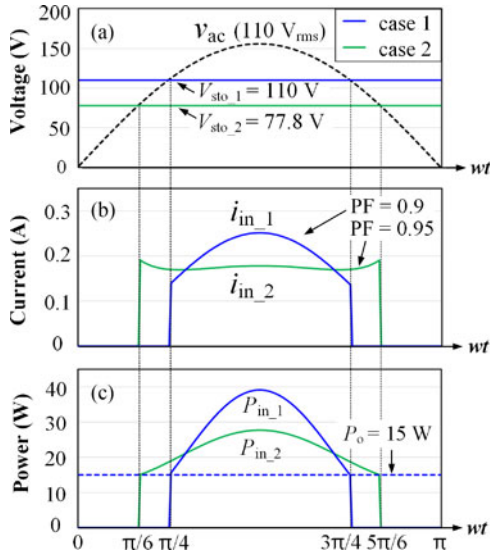 200
150
100
50
0
Voltage (V)
(a)
v_ac (110 V_rms)
case 1
case 2
V_sto_1 = 110 V
V_sto_2 = 77.8 V
wt
0.3
0.2
0.1
0
Current (A)
(b)
i_in_1
PF = 0.9
PF = 0.95
i_in_2
wt
40
30
20
10
0
Power (W)
(c)
P_in_1
P_in_2
P_o = 15 W
wt
0 π/6 π/4 3π/4 5π/6 π